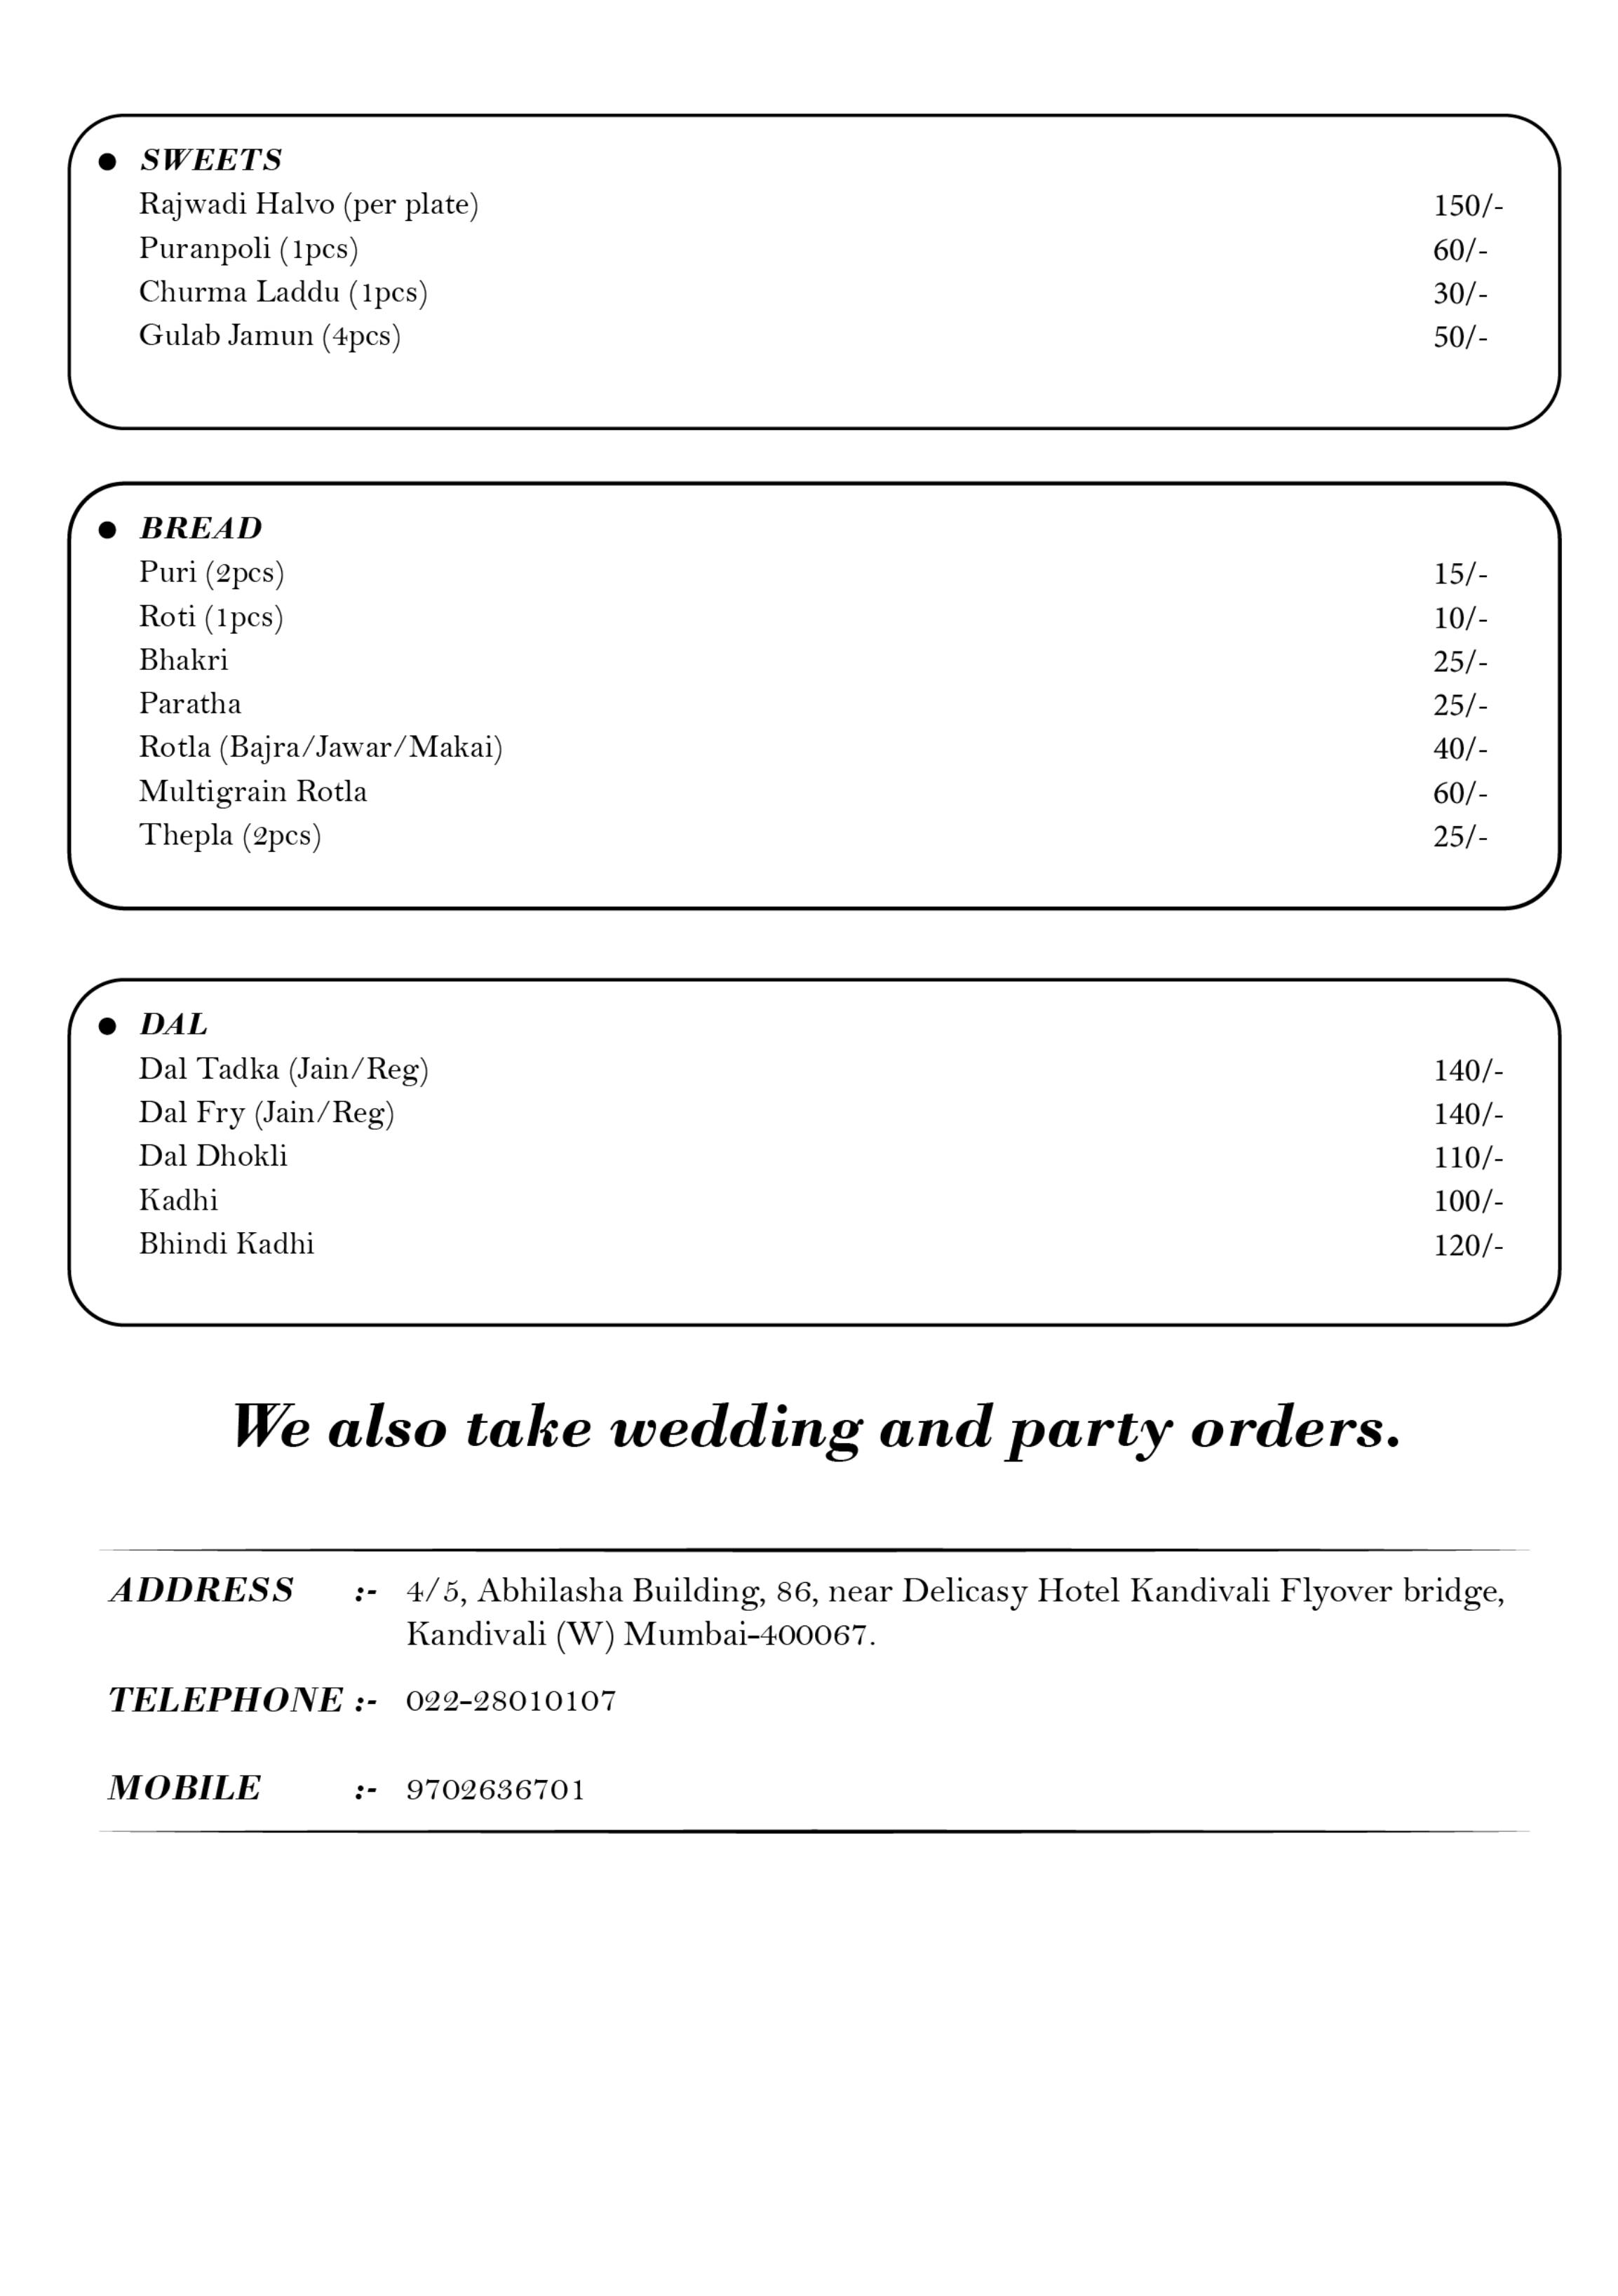 ● SWEETS
Rajwadi Halvo (per plate) 150/-
Puranpoli (1pcs) 60/-
Churma Laddu (1pcs) 30/-
Gulab Jamun (4pcs) 50/-
● BREAD
Puri (2pcs) 15/-
Roti (1pcs) 10/-
Bhakri 25/-
Paratha 25/-
Rotla (Bajra/Jawar/Makai) 40/-
Multigrain Rotla 60/-
Thepla (2pcs) 25/-
● DAL
Dal Tadka (Jain/Reg) 140/-
Dal Fry (Jain/Reg) 140/-
Dal Dhokli 110/-
Kadhi 100/-
Bhindi Kadhi 120/-
We also take wedding and party orders.
ADDRESS :- 4/5, Abhilasha Building, 86, near Delicasy Hotel Kandivali Flyover bridge,
Kandivali (W) Mumbai-400067.
TELEPHONE :- 022-28010107
MOBILE :- 9702636701